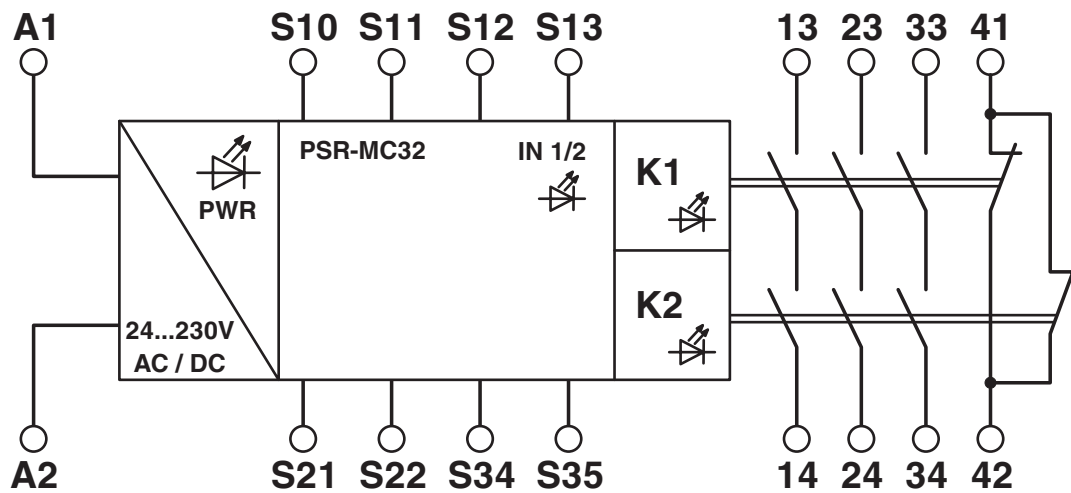 A1 S10 S11 S12 S13 13 23 33 41
PSR-MC32 IN 1/2
K1
PWR
K2
24...230V
AC / DC
A2 S21 S22 S34 S35 14 24 34 42